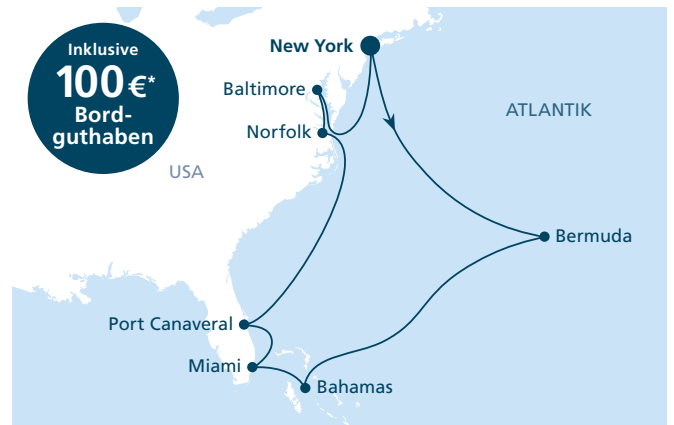 Inklusive
100 €*
Bord-
guthaben
New York
Baltimore
ATLANTIK
Norfolk
USA
Bermuda
Port Canaveral
Miami
Bahamas